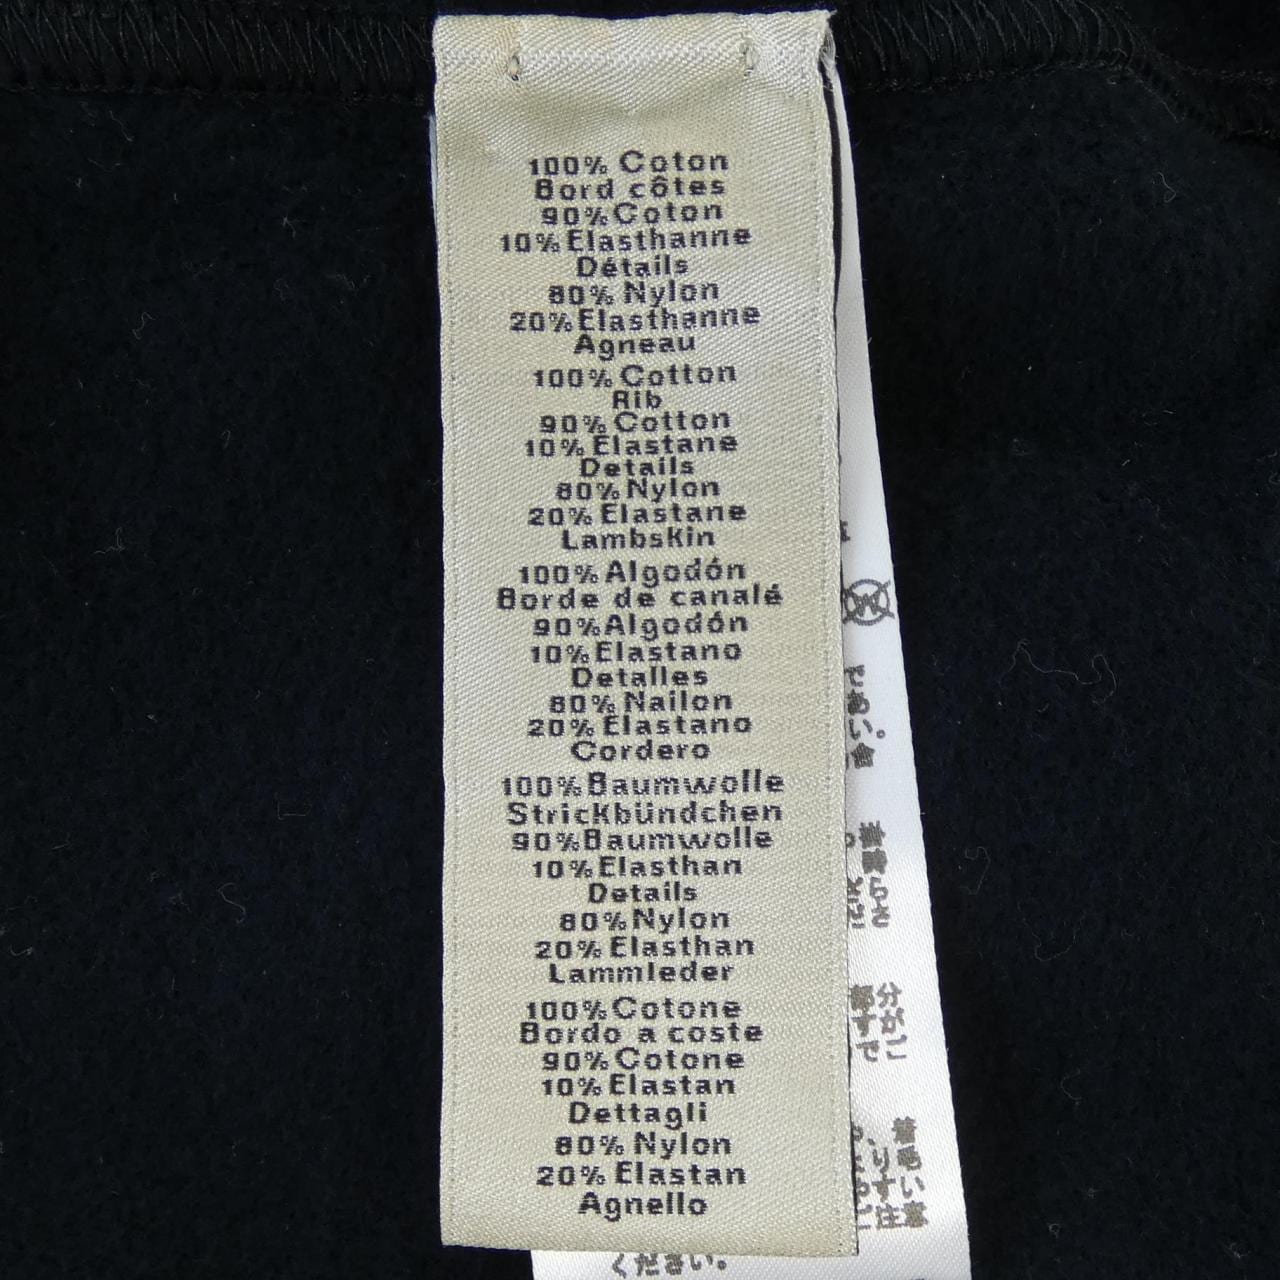 100% Coton
Bord côtes
90% Coton
10% Elasthanne
Détails
80% Nylon
20% Elasthanne
Agneau
100% Cotton
Rib
90% Cotton
10% Elastane
Details
80% Nylon
20% Elastane
Lambskin
100% Algodón
Borde de canalé
90% Algodón
10% Elastano
Detalles
80% Nailon
20% Elastano
Cordero
100% Baumwolle
Strickbündchen
90% Baumwolle
10% Elasthan
Details
80% Nylon
20% Elasthan
Lammleder
100% Cotone
Bordo a coste
90% Cotone
10% Elastan
Dettagli
80% Nylon
20% Elastan
Agnello
ください。